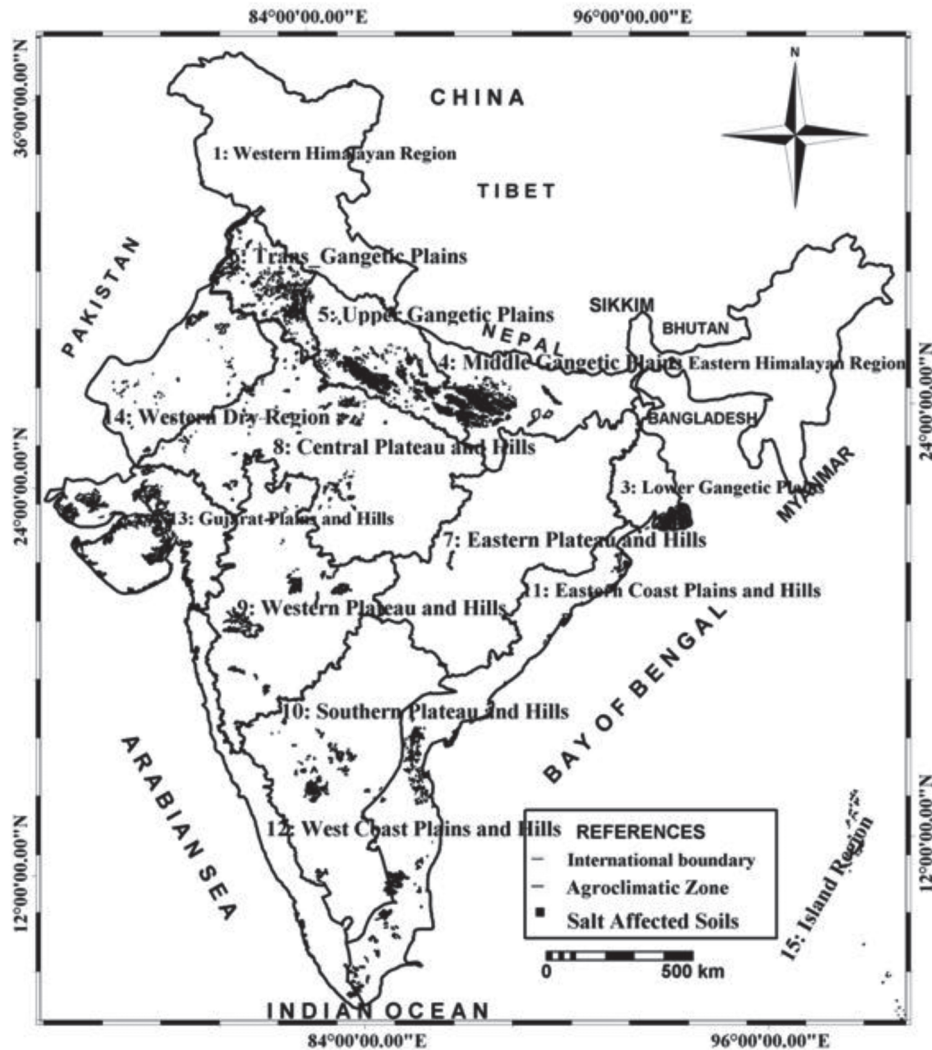 84°00'00.00"E
96°00'00.00"E
N
36°00'00.00"N
CHINA
1: Western Himalayan Region
TIBET
PAKISTAN
Trans_Gangetic Plains
5: Upper Gangetic Plains
SIKKIM
NEPAL
BHUTAN
4: Middle Gangetic Plains
Eastern Himalayan Region
14: Western Dry Region
BANGLADESH
24°00'00.00"N
24°00'00.00"N
8: Central Plateau and Hills
MYANMAR
3: Lower Gangetic Plains
13: Gujarat Plains and Hills
7: Eastern Plateau and Hills
11: Eastern Coast Plains and Hills
9: Western Plateau and Hills
BAY OF BENGAL
10: Southern Plateau and Hills
ARABIAN SEA
12: West Coast Plains and Hills
REFERENCES
International boundary
Agroclimatic Zone
Salt Affected Soils
15: Island Region
12°00'00.00"N
12°00'00.00"N
0 500 km
INDIAN OCEAN
84°00'00.00"E
96°00'00.00"E